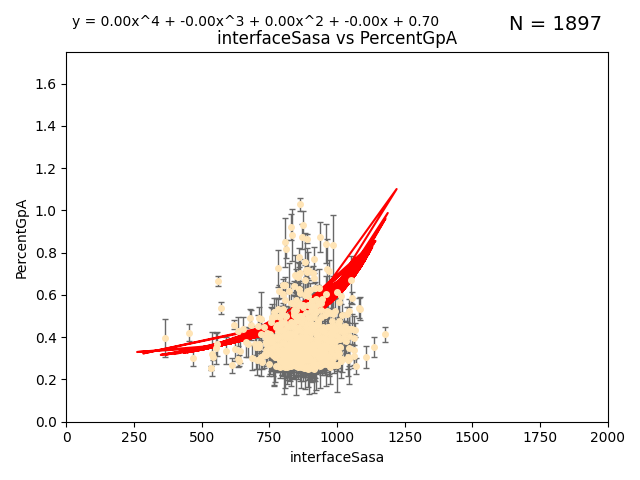 y = 0.00x^4 + -0.00x^3 + 0.00x^2 + -0.00x + 0.70
N = 1897
interfaceSasa vs PercentGpA
PercentGpA
1.6
1.4
1.2
1.0
0.8
0.6
0.4
0.2
0.0
0 250 500 750 1000 1250 1500 1750 2000
interfaceSasa